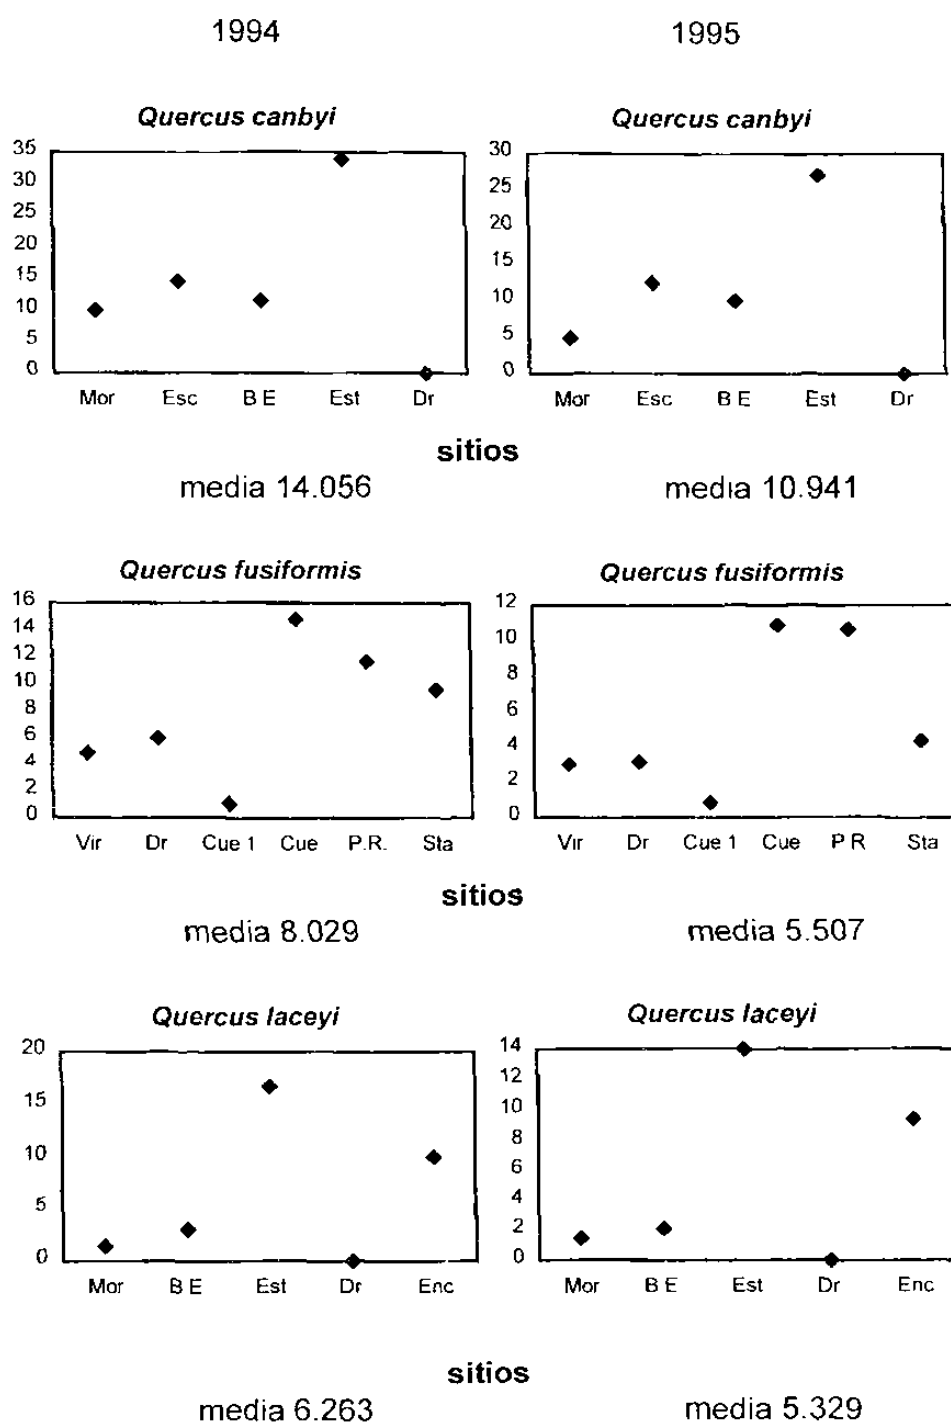 1994 1995
Quercus canbyi Quercus canbyi
35 30
30 25
25 20
20 15
15 10
10 5
5 0
0
Mor Esc B E Est Dr Mor Esc B E Est Dr
sitios
media 14.056 media 10.941
Quercus fusiformis Quercus fusiformis
16 12
14 10
12 8
10 6
8 4
6 2
4 0
2
0
Vir Dr Cue 1 Cue P.R. Sta Vir Dr Cue 1 Cue P R Sta
sitios
media 8.029 media 5.507
Quercus laceyi Quercus laceyi
20 14
15 12
10 10
5 8
0 6
4
2
0
Mor B E Est Dr Enc Mor B E Est Dr Enc
sitios
media 6.263 media 5.329